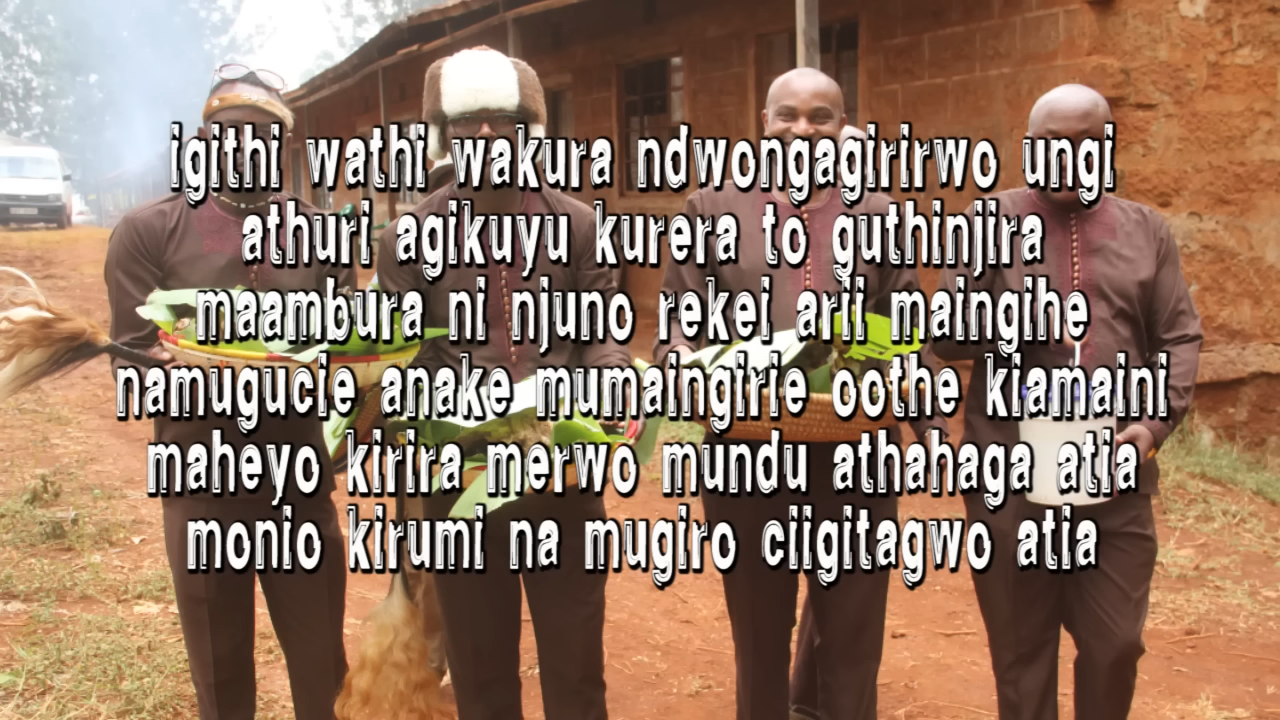 igithi wathi wakura ndwongagirirwo ungi
athuri agikuyu kurera to guthinjira
maambura ni njuno rekei arii maingihe
namugucie anake mumaingirie oothe kiamaini
maheyo kirira merwo mundu athahaga atia
monio kirumi na mugiro ciigitagwo atia